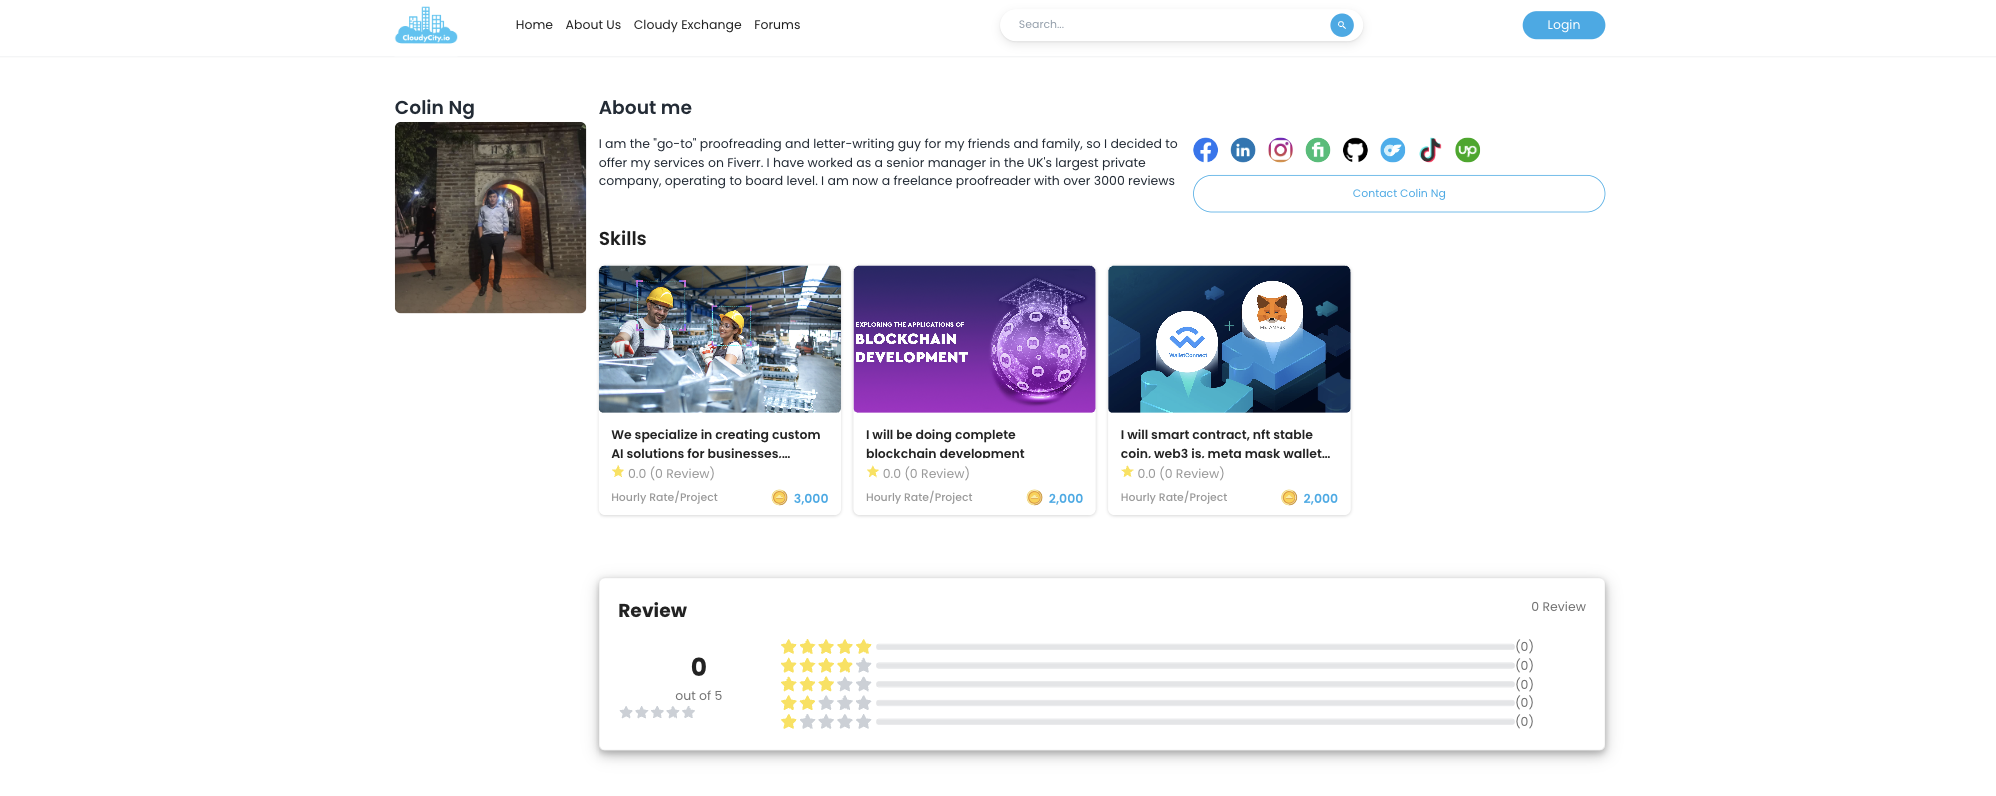 CloudyCity.io
Home About Us Cloudy Exchange Forums
Search...
Login
Colin Ng
About me
I am the "go-to" proofreading and letter-writing guy for my friends and family, so I decided to
offer my services on Fiverr. I have worked as a senior manager in the UK's largest private
company, operating to board level. I am now a freelance proofreader with over 3000 reviews
in
fi
up
Contact Colin Ng
Skills
EXPLORING THE APPLICATIONS OF
BLOCKCHAIN
DEVELOPMENT
WalletConnect
+
METAMASK
We specialize in creating custom
AI solutions for businesses....
0.0 (0 Review)
Hourly Rate/Project
3,000
I will be doing complete
blockchain development
0.0 (0 Review)
Hourly Rate/Project
2,000
I will smart contract, nft stable
coin. web3 is. meta mask wallet...
0.0 (0 Review)
Hourly Rate/Project
2,000
Review
0 Review
0
out of 5
(0)
(0)
(0)
(0)
(0)